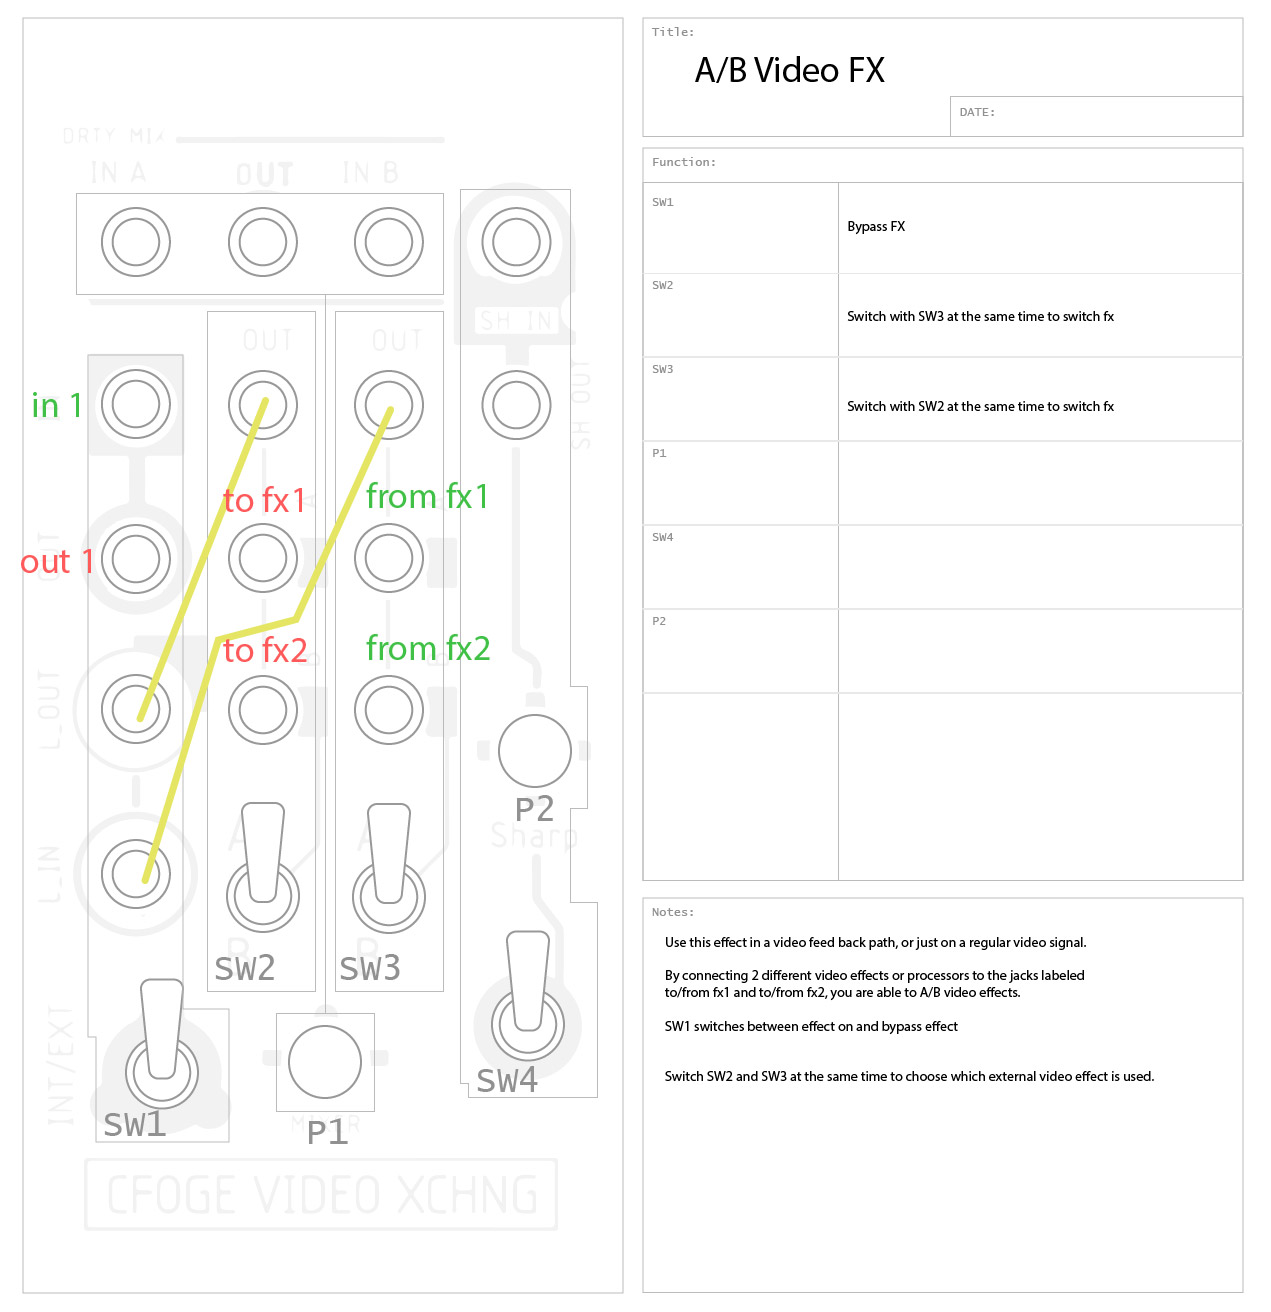 DRTY MIX
IN A
OUT
IN B
SH IN
OUT
OUT
SH OUT
in 1
to fx1
from fx1
A
out 1
OUT
to fx2
from fx2
B
L_OUT
P2
Sharp
L_IN
A
A
B
B
SW2
SW3
INT/EXT
SW4
SW1
MIXER
P1
CFOGE VIDEO XCHNG
Title:
A/B Video FX
DATE:
Function:
SW1
Bypass FX
SW2
Switch with SW3 at the same time to switch fx
SW3
Switch with SW2 at the same time to switch fx
P1
SW4
P2
Notes:
Use this effect in a video feed back path, or just on a regular video signal.
By connecting 2 different video effects or processors to the jacks labeled
to/from fx1 and to/from fx2, you are able to A/B video effects.
SW1 switches between effect on and bypass effect
Switch SW2 and SW3 at the same time to choose which external video effect is used.